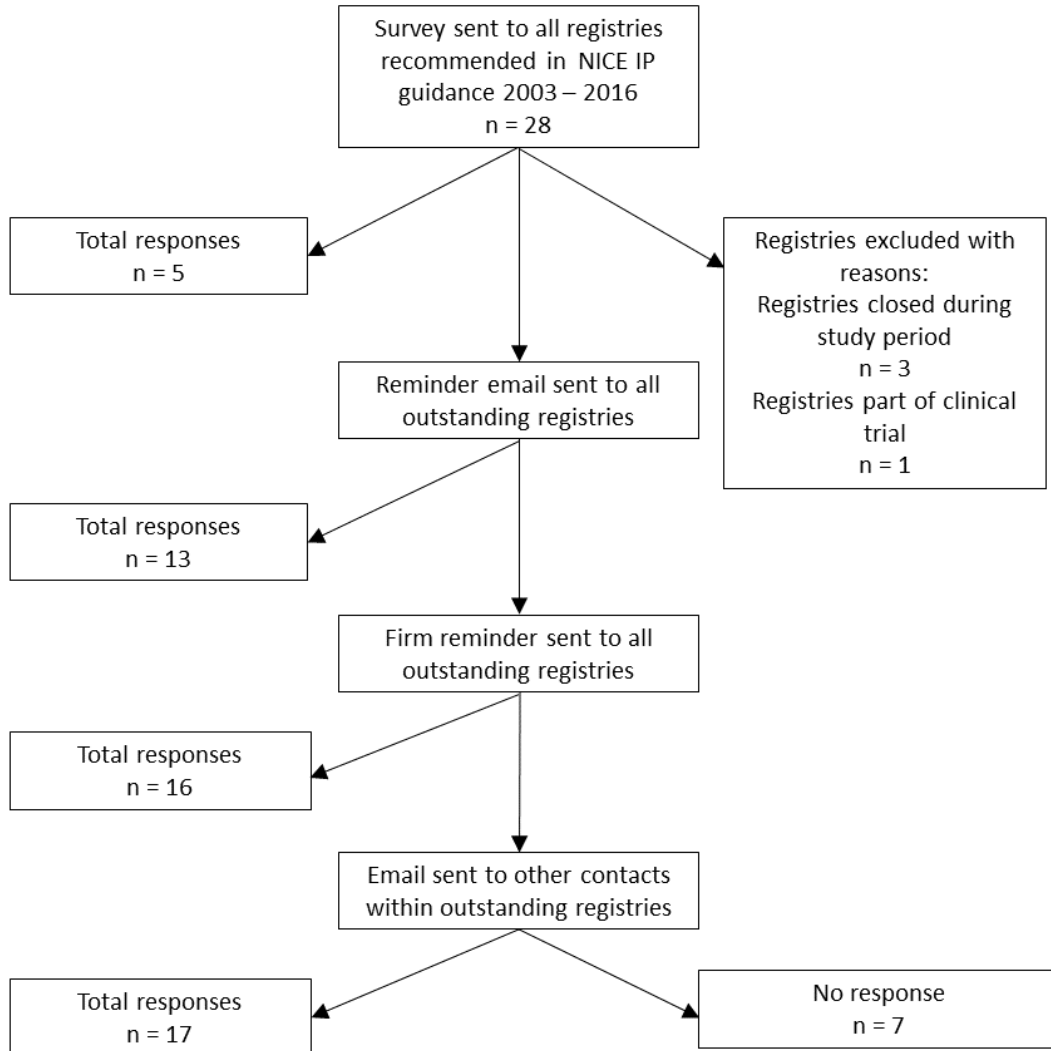 Survey sent to all registries
recommended in NICE IP
guidance 2003 – 2016
n = 28
Total responses
n = 5
Registries excluded with
reasons:
Registries closed during
study period
n = 3
Registries part of clinical
trial
n = 1
Reminder email sent to all
outstanding registries
Total responses
n = 13
Firm reminder sent to all
outstanding registries
Total responses
n = 16
Email sent to other contacts
within outstanding registries
Total responses
n = 17
No response
n = 7